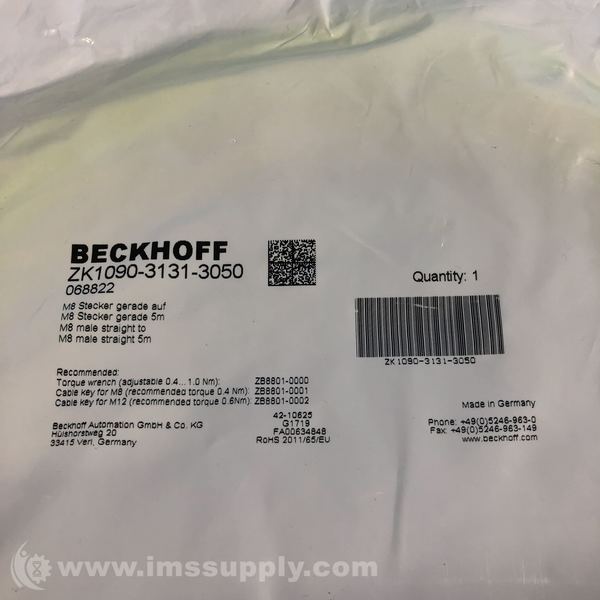 BECKHOFF
ZK1090-3131-3050
068822
M8 Stecker gerade auf
M8 Stecker gerade 5m
M8 male straight to
M8 male straight 5m
Quantity: 1
ZK1090-3131-3050
Recommended:
Torque wrench (adjustable 0.4...1.0 Nm): ZB8801-0000
Cable key for M8 (recommended torque 0.4 Nm): ZB8801-0001
Cable key for M12 (recommended torque 0.6Nm): ZB8801-0002
Beckhoff Automation GmbH & Co. KG
Hülshorstweg 20
33415 Verl, Germany
42-10625
G1719
FA00634848
RoHS 2011/65/EU
Made in Germany
Phone: +49(0)5246-963-0
Fax: +49(0)5246-963-149
www.beckhoff.com
www.imssupply.com